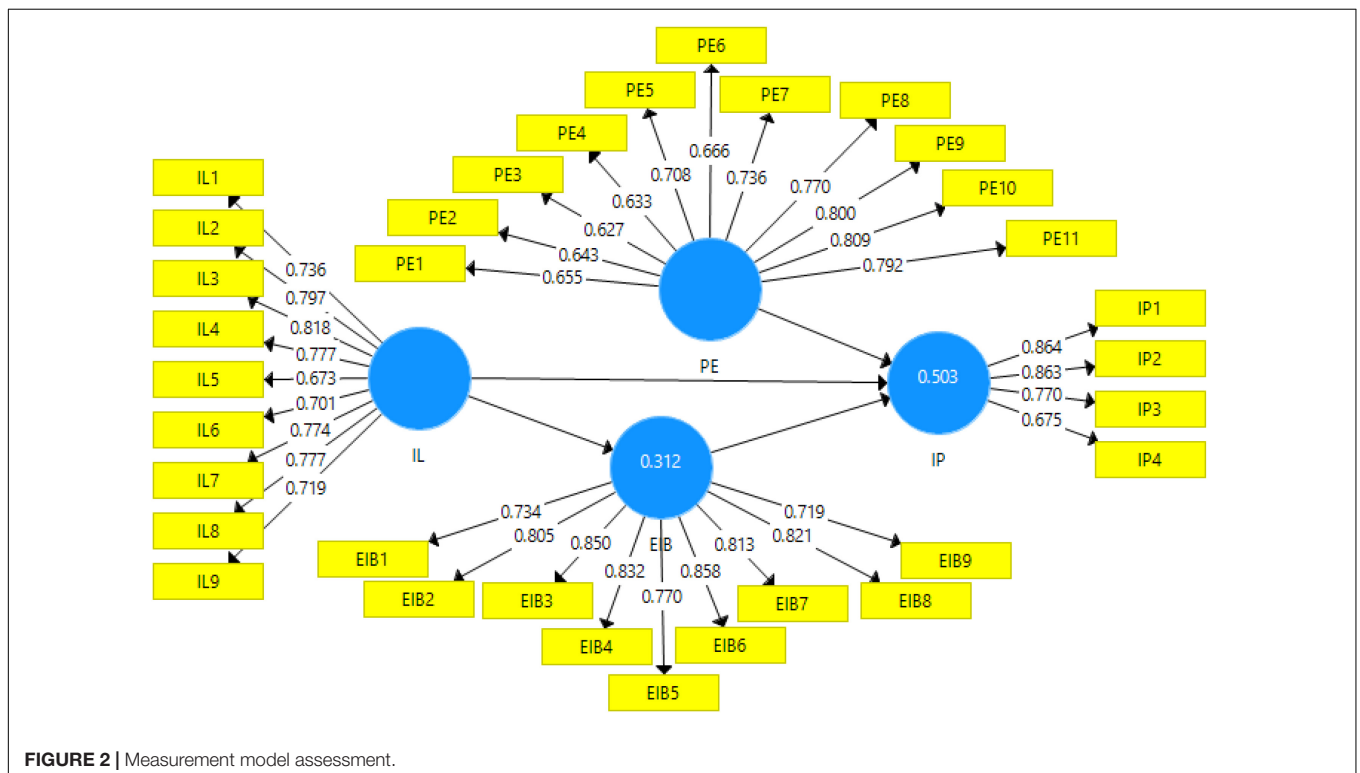 PE6
PE5
PE7
PE8
PE4
PE9
PE3
PE10
PE2
PE11
PE1
0.666
0.708
0.736
0.770
0.633
0.800
0.627
0.809
0.643
0.792
0.655
IL1
IL2
IL3
IL4
IL5
IL6
IL7
IL8
IL9
0.736
0.797
0.818
0.777
0.673
0.701
0.774
0.777
0.719
IL
PE
0.503
IP
0.864
0.863
0.770
0.675
IP1
IP2
IP3
IP4
0.312
EIB
0.734
0.805
0.850
0.832
0.770
0.858
0.813
0.821
0.719
EIB1
EIB2
EIB3
EIB4
EIB5
EIB6
EIB7
EIB8
EIB9
FIGURE 2 | Measurement model assessment.